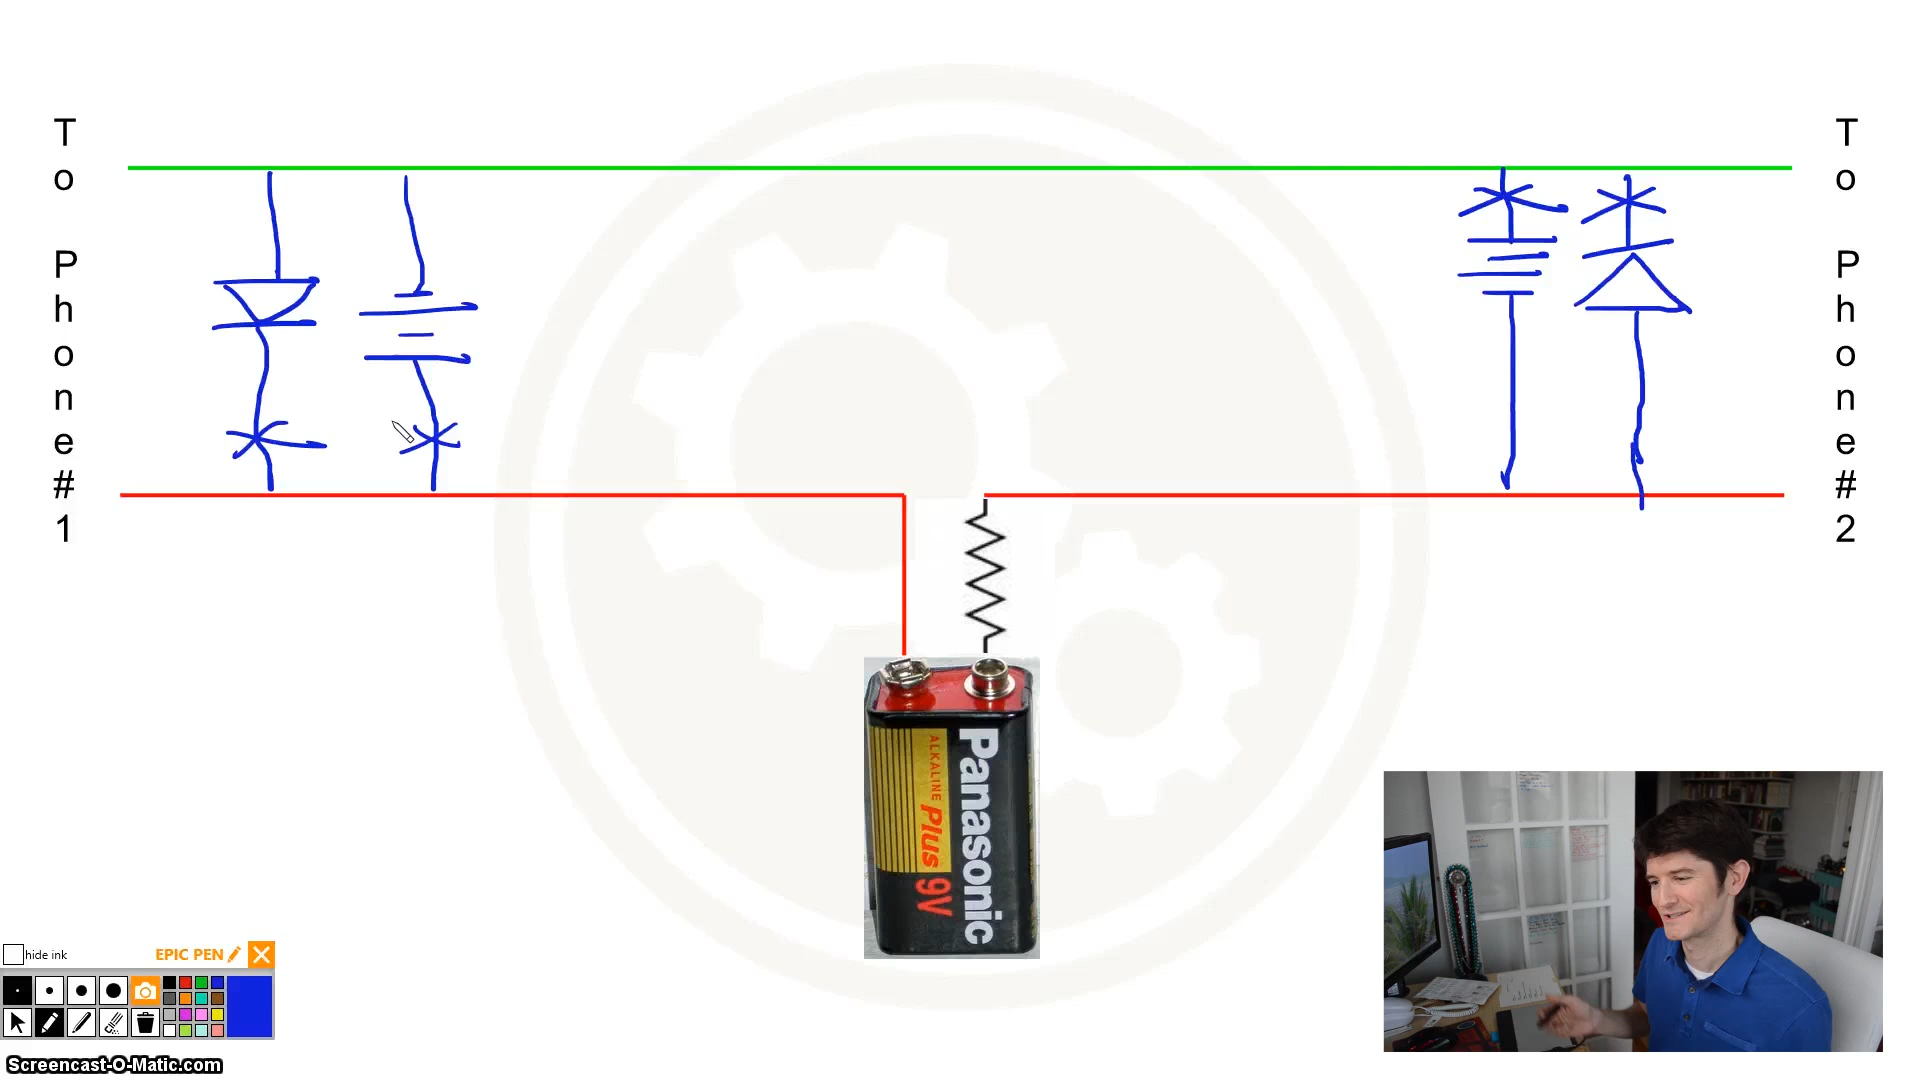 To Phone#1
To Phone#2
ALKALINE Plus 9V
Panasonic
hide ink
EPIC PEN
Screencast-O-Matic.com